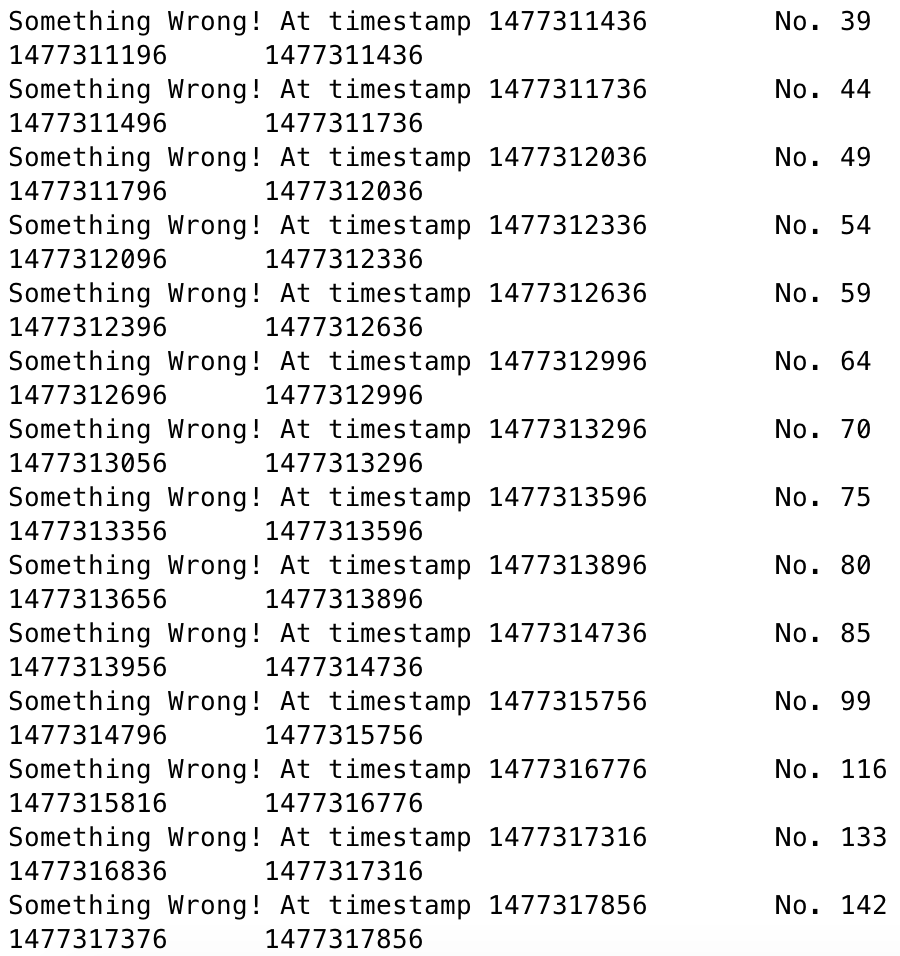 Something Wrong! At timestamp 1477311436 No. 39
1477311196 1477311436
Something Wrong! At timestamp 1477311736 No. 44
1477311496 1477311736
Something Wrong! At timestamp 1477312036 No. 49
1477311796 1477312036
Something Wrong! At timestamp 1477312336 No. 54
1477312096 1477312336
Something Wrong! At timestamp 1477312636 No. 59
1477312396 1477312636
Something Wrong! At timestamp 1477312996 No. 64
1477312696 1477312996
Something Wrong! At timestamp 1477313296 No. 70
1477313056 1477313296
Something Wrong! At timestamp 1477313596 No. 75
1477313356 1477313596
Something Wrong! At timestamp 1477313896 No. 80
1477313656 1477313896
Something Wrong! At timestamp 1477314736 No. 85
1477313956 1477314736
Something Wrong! At timestamp 1477315756 No. 99
1477314796 1477315756
Something Wrong! At timestamp 1477316776 No. 116
1477315816 1477316776
Something Wrong! At timestamp 1477317316 No. 133
1477316836 1477317316
Something Wrong! At timestamp 1477317856 No. 142
1477317376 1477317856